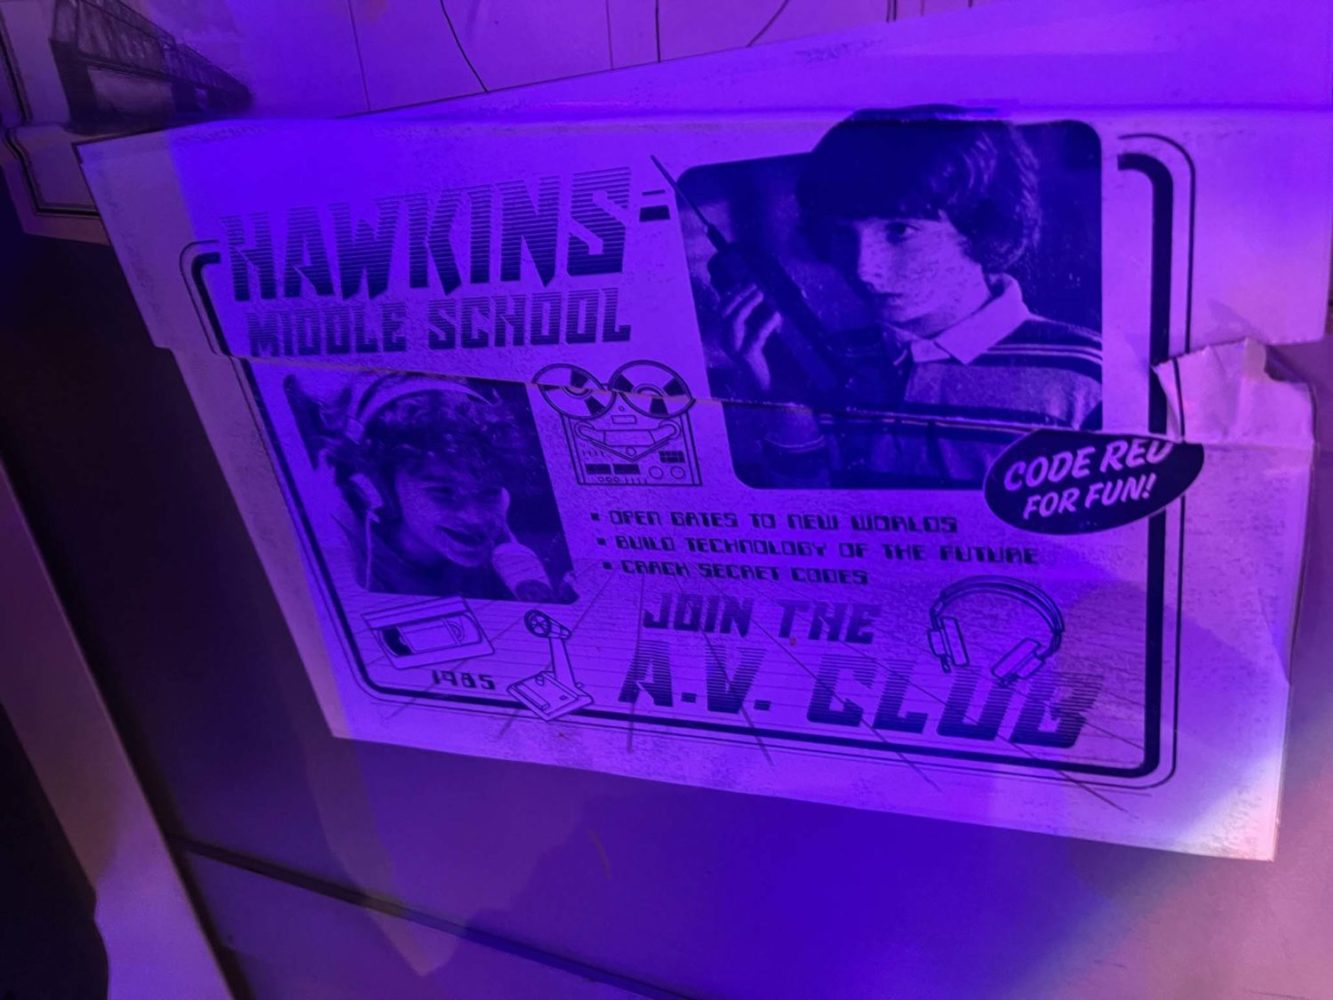 HAWKINS
MIDDLE SCHOOL
CODE RED
FOR FUN!
• OPEN GATES TO NEW WORLDS
• BUILD TECHNOLOGY OF THE FUTURE
• CRACK SECRET CODES
JOIN THE
A.V. CLUB
1985